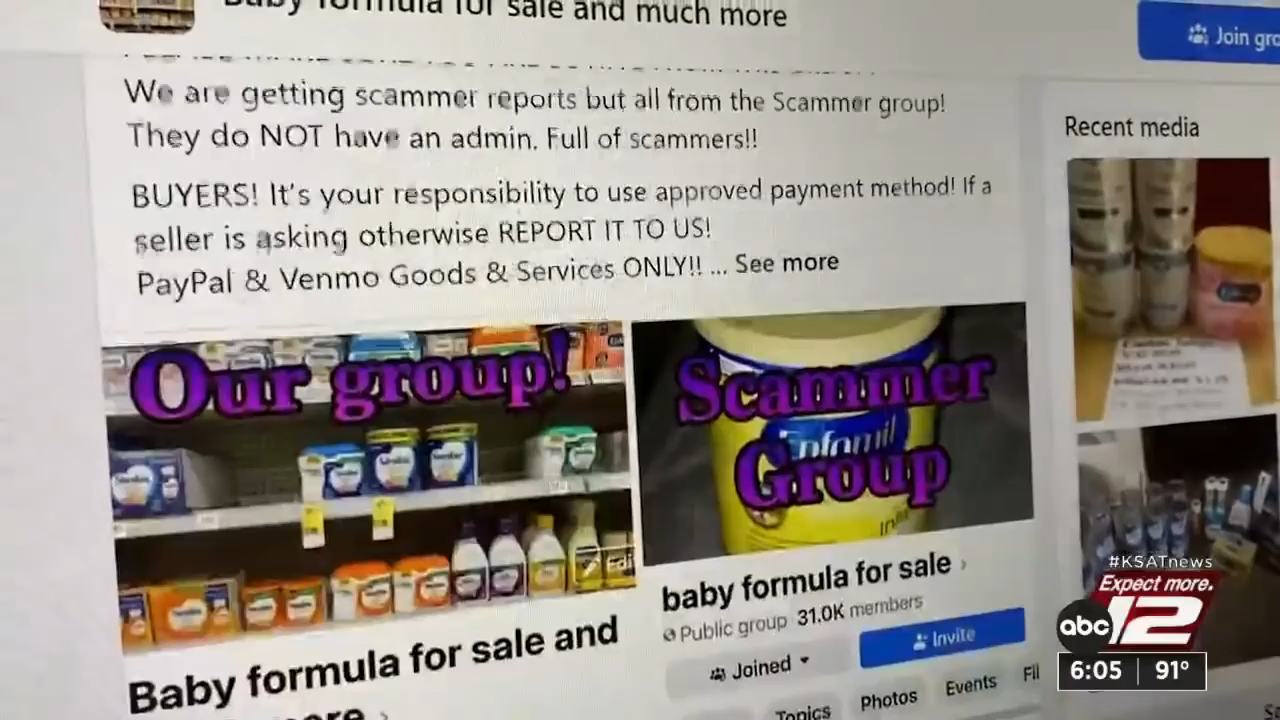 Baby formula for sale and much more
Join gro
We are getting scammer reports but all from the Scammer group!
They do NOT have an admin. Full of scammers!!
BUYERS! It's your responsibility to use approved payment method! If a
seller is asking otherwise REPORT IT TO US!
PayPal & Venmo Goods & Services ONLY!! ... See more
Recent media
Our group!
Scammer
Group
Enfamil
Baby formula for sale and
more ›
baby formula for sale ›
Public group 31.0K members
Joined
Invite
Topics
Photos
Events
Fil
#KSATnews
Expect more.
abc 12
6:05 91°